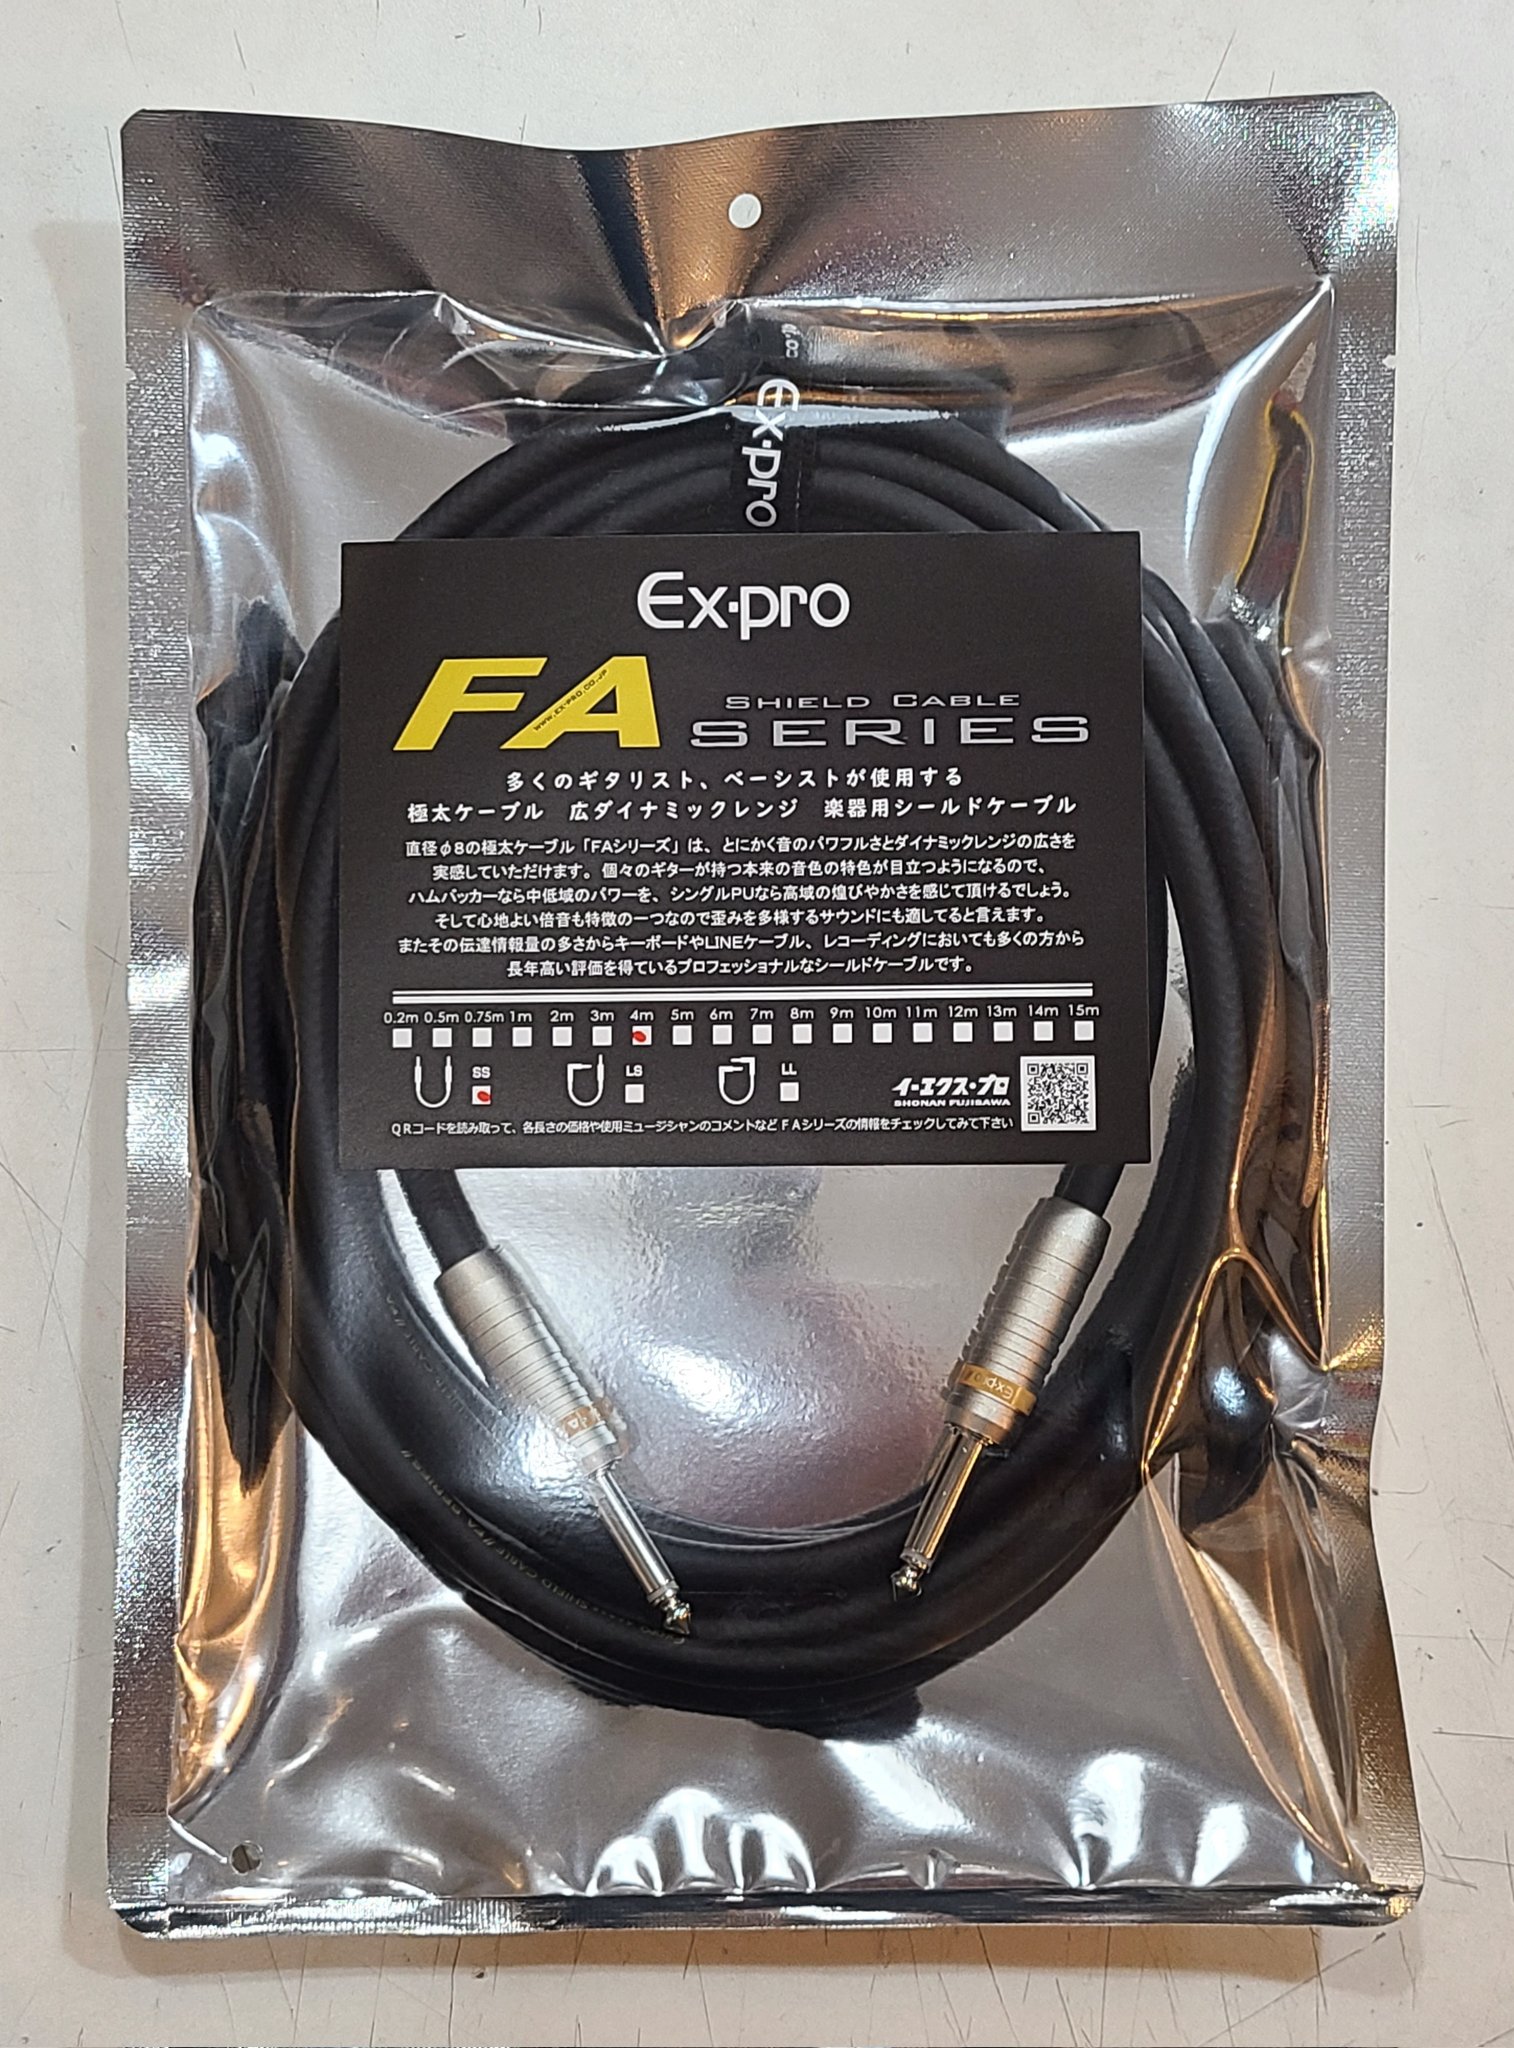 Ex・pro
Ex・pro
FA
WWW.EX-PRO.CO.JP
SHIELD CABLE
SERIES
多くのギタリスト、ベーシストが使用する
極太ケーブル 広ダイナミックレンジ 楽器用シールドケーブル
直径φ8の極太ケーブル「FAシリーズ」は、とにかく音のパワフルさとダイナミックレンジの広さを
実感していただけます。個々のギターが持つ本来の音色の特色が目立つようになるので、
ハムバッカーなら中低域のパワーを、シングルPUなら高域の煌びやかさを感じて頂けるでしょう。
そして心地よい倍音も特徴の一つなので歪みを多様するサウンドにも適してると言えます。
またその伝達情報量の多さからキーボードやLINEケーブル、レコーディングにおいても多くの方から
長年高い評価を得ているプロフェッショナルなシールドケーブルです。
0.2m 0.5m 0.75m 1m 2m 3m 4m 5m 6m 7m 8m 9m 10m 11m 12m 13m 14m 15m
SS LS LL
イーエクス・プロ
SHONAN FUJISAWA
QRコードを読み取って、各長さの価格や使用ミュージシャンのコメントなどFAシリーズの情報をチェックしてみて下さい
Ex-pro
SHIELD CABLE // FA SERIES //